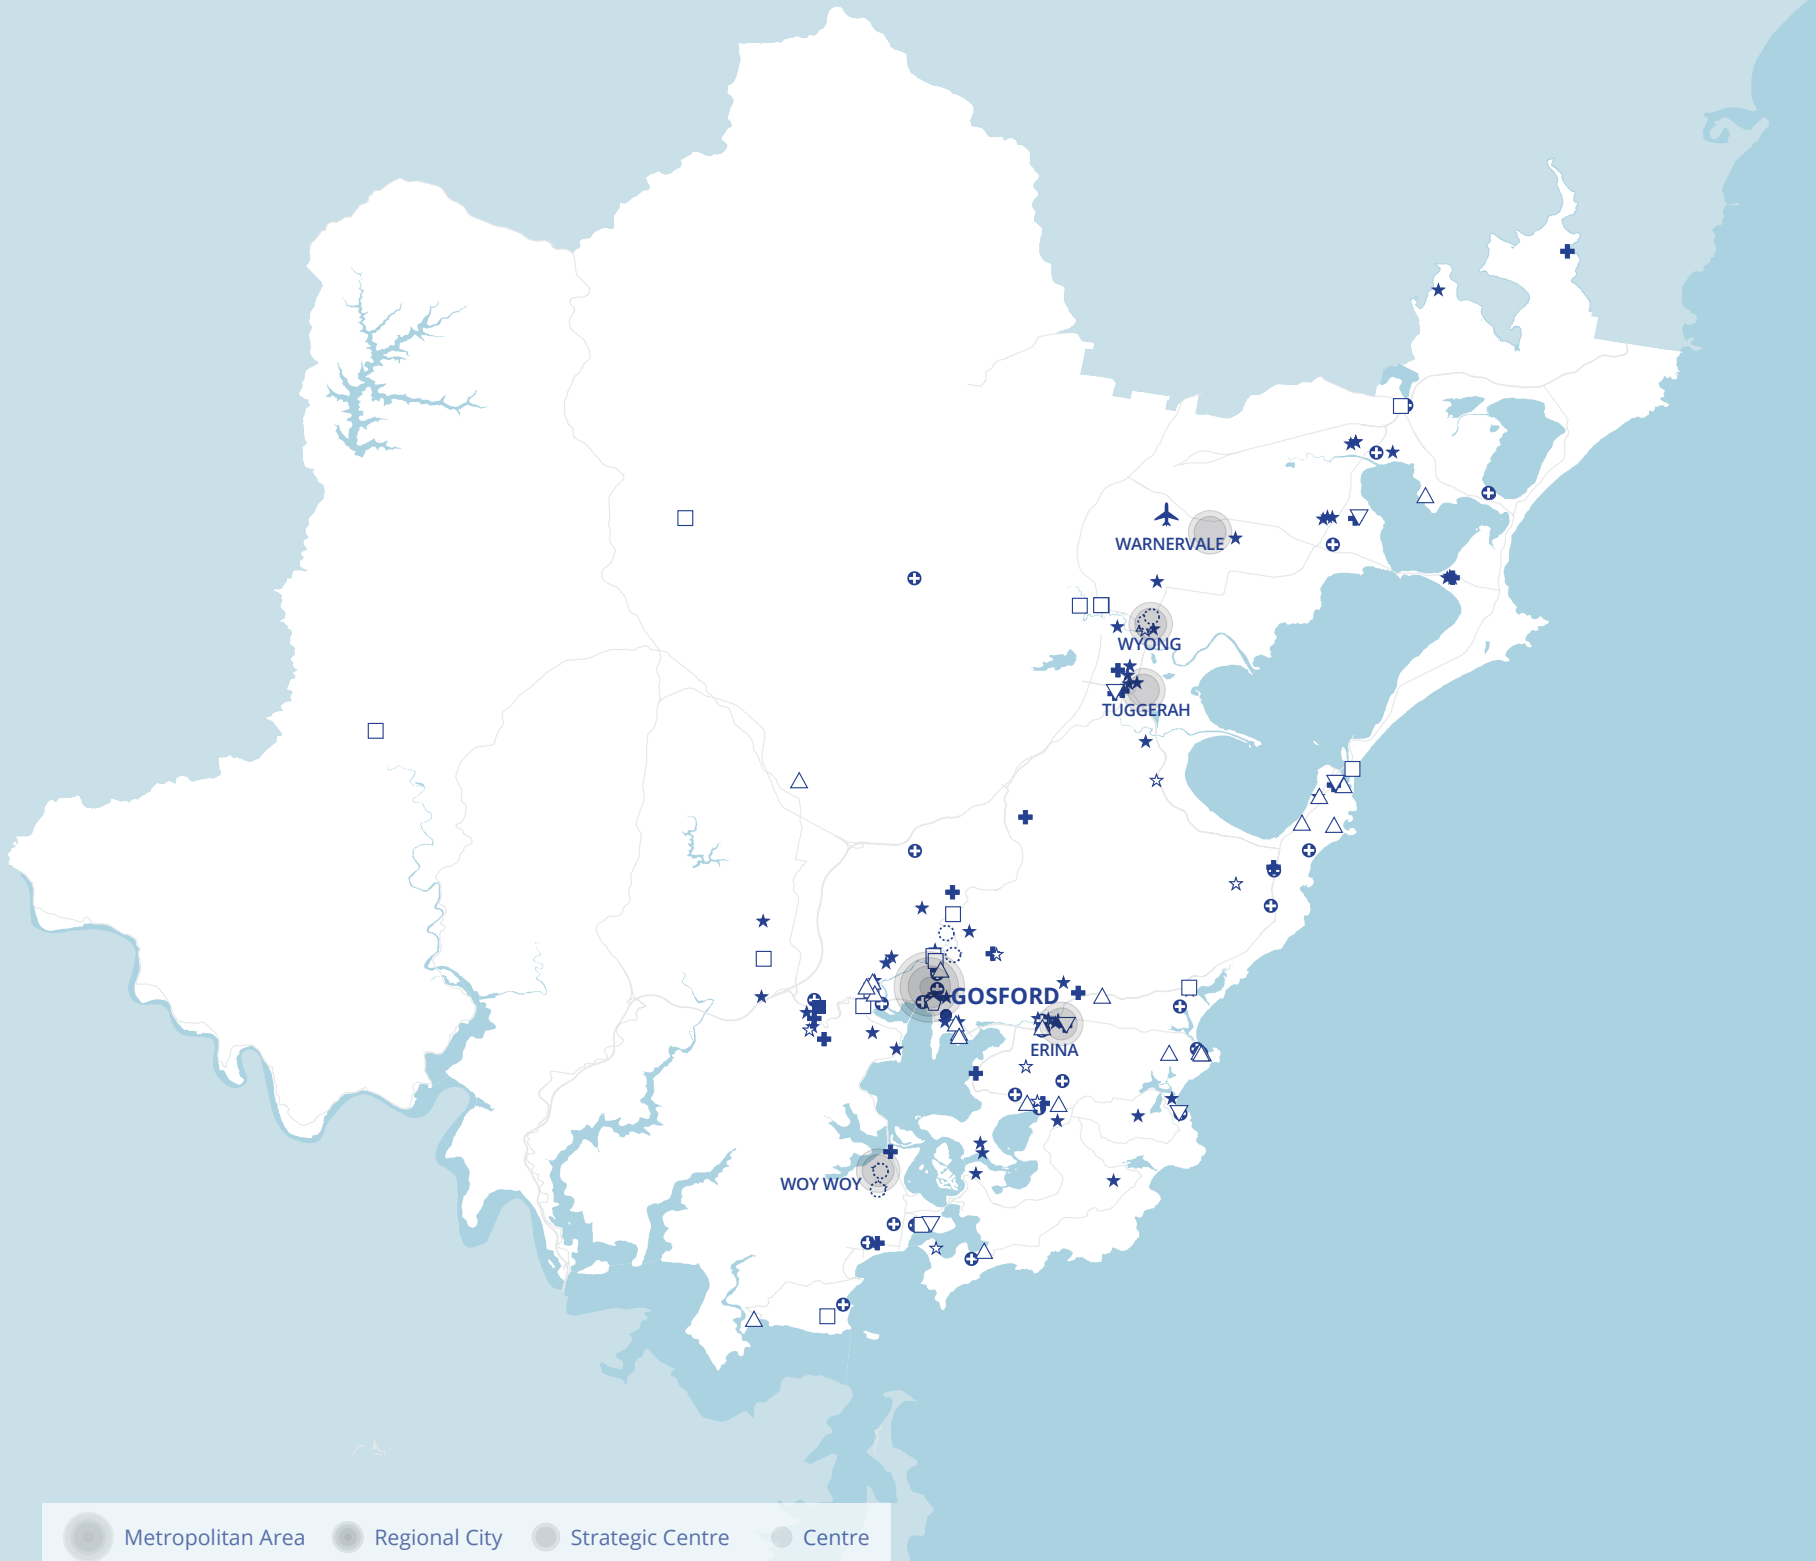 WARNERVALE
WYONG
TUGGERAH
GOSFORD
ERINA
WOY WOY
Metropolitan Area
Regional City
Strategic Centre
Centre